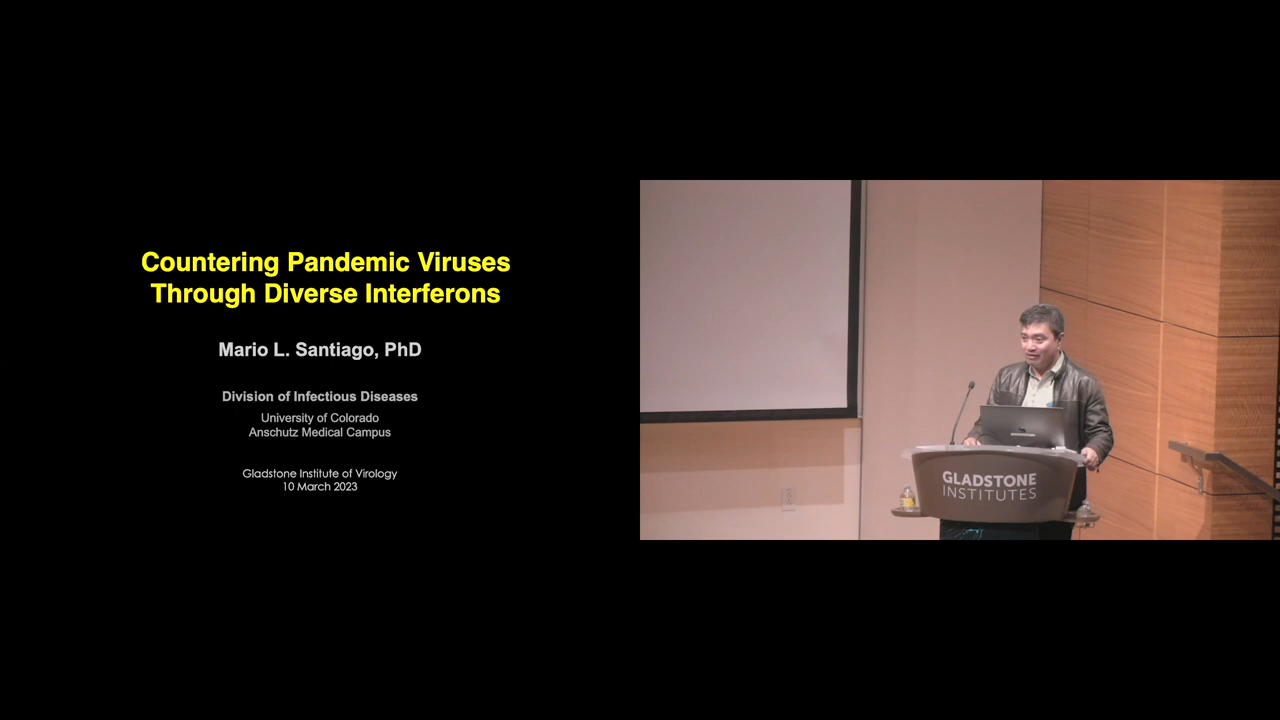 Countering Pandemic Viruses
Through Diverse Interferons
Mario L. Santiago, PhD
Division of Infectious Diseases
University of Colorado
Anschutz Medical Campus
Gladstone Institute of Virology
10 March 2023
GLADSTONE
INSTITUTES